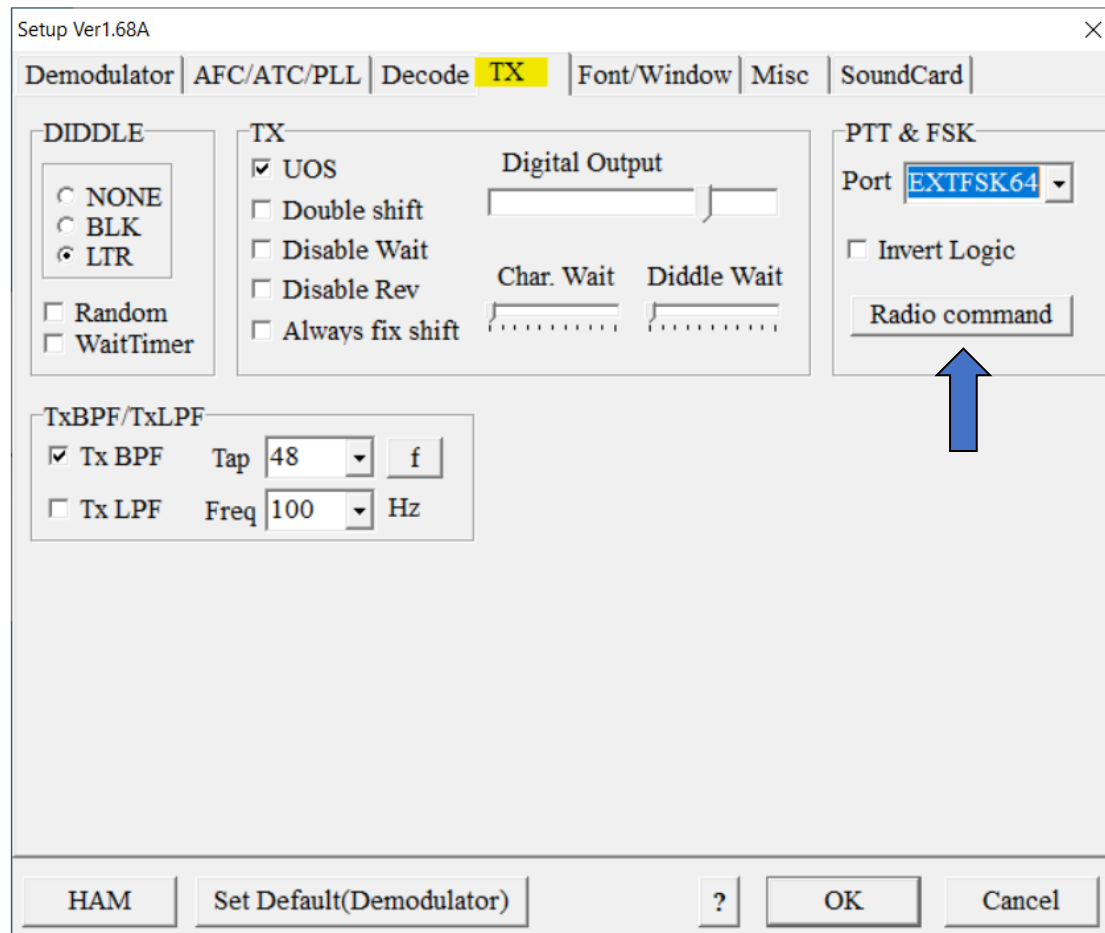 Setup Ver1.68A
Demodulator AFC/ATC/PLL Decode TX Font/Window Misc SoundCard
DIDDLE
NONE
BLK
LTR
Random
WaitTimer
TX
UOS
Double shift
Disable Wait
Disable Rev
Always fix shift
Digital Output
Char. Wait Diddle Wait
PTT & FSK
Port EXTFSK64
Invert Logic
Radio command
TxBPF/TxLPF
Tx BPF Tap 48 f
Tx LPF Freq 100 Hz
HAM Set Default(Demodulator) ? OK Cancel